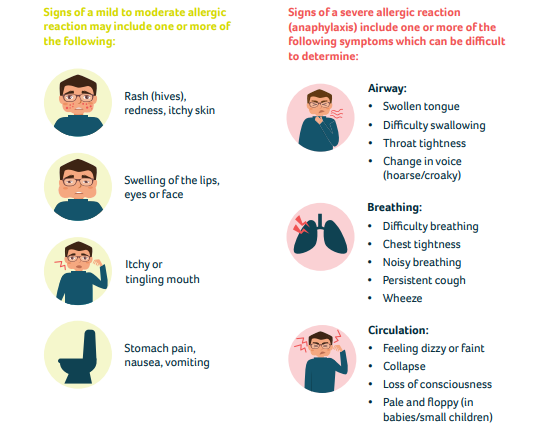 Signs of a mild to moderate allergic
reaction may include one or more of
the following:
Rash (hives),
redness, itchy skin
Swelling of the lips,
eyes or face
Itchy or
tingling mouth
Stomach pain,
nausea, vomiting
Signs of a severe allergic reaction
(anaphylaxis) include one or more of the
following symptoms which can be difficult
to determine:
Airway:
• Swollen tongue
• Difficulty swallowing
• Throat tightness
• Change in voice
(hoarse/croaky)
Breathing:
• Difficulty breathing
• Chest tightness
• Noisy breathing
• Persistent cough
• Wheeze
Circulation:
• Feeling dizzy or faint
• Collapse
• Loss of consciousness
• Pale and floppy (in
babies/small children)